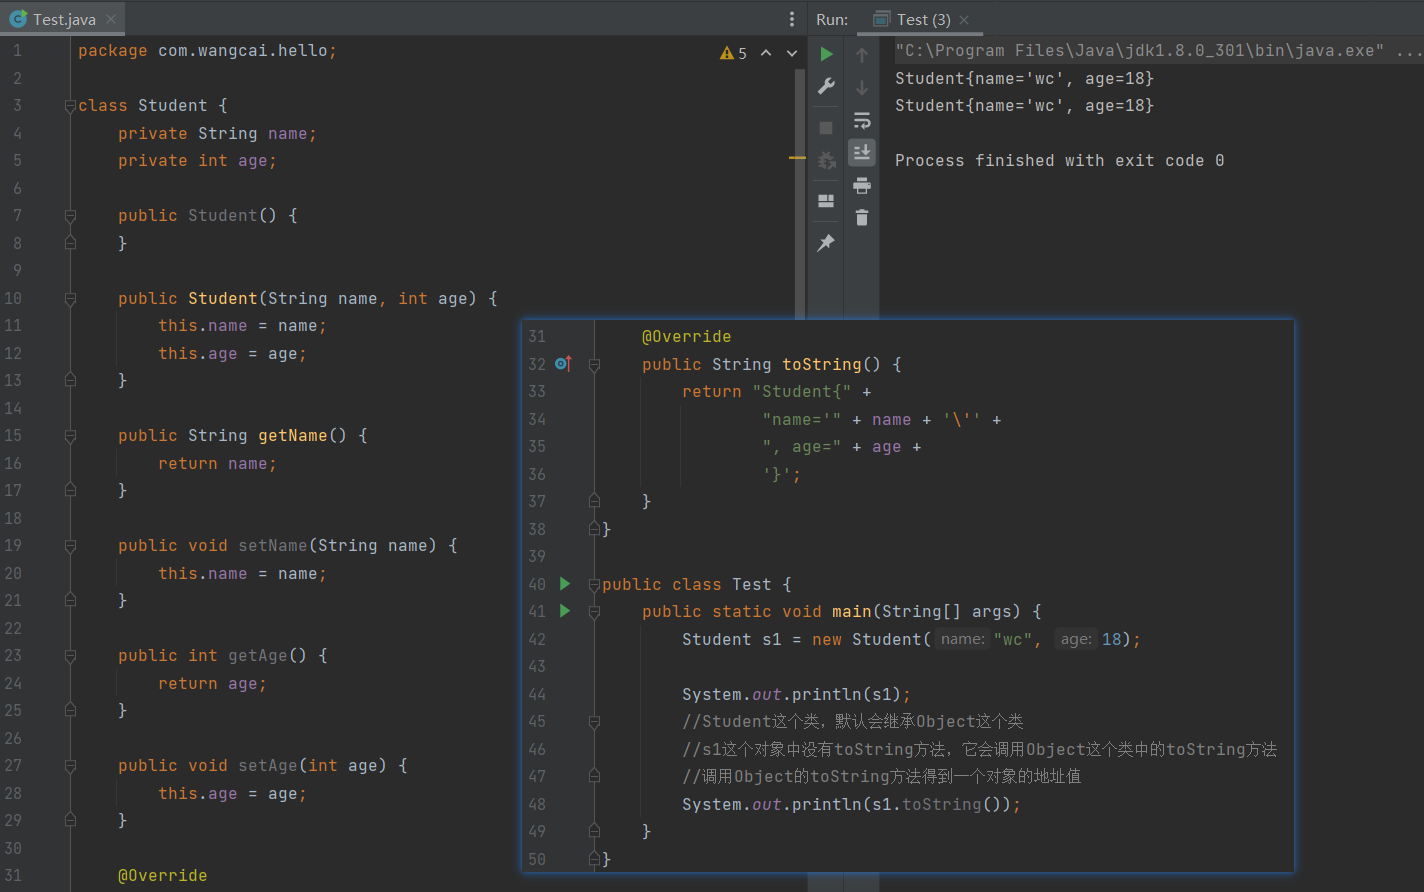 Test.java
5
1 package com.wangcai.hello;
2
3 class Student {
4 private String name;
5 private int age;
6
7 public Student() {
8 }
9
10 public Student(String name, int age) {
11 this.name = name;
12 this.age = age;
13 }
14
15 public String getName() {
16 return name;
17 }
18
19 public void setName(String name) {
20 this.name = name;
21 }
22
23 public int getAge() {
24 return age;
25 }
26
27 public void setAge(int age) {
28 this.age = age;
29 }
30
31 @Override
Run: Test (3)
"C:\Program Files\Java\jdk1.8.0_301\bin\java.exe" ...
Student{name='wc', age=18}
Student{name='wc', age=18}
Process finished with exit code 0
31 @Override
32 public String toString() {
33 return "Student{" +
34 "name='" + name + '\'' +
35 ", age=" + age +
36 '}';
37 }
38 }
39
40 public class Test {
41 public static void main(String[] args) {
42 Student s1 = new Student( name: "wc", age: 18);
43
44 System.out.println(s1);
45 //Student这个类，默认会继承Object这个类
46 //s1这个对象中没有toString方法，它会调用Object这个类中的toString方法
47 //调用Object的toString方法得到一个对象的地址值
48 System.out.println(s1.toString());
49 }
50 }